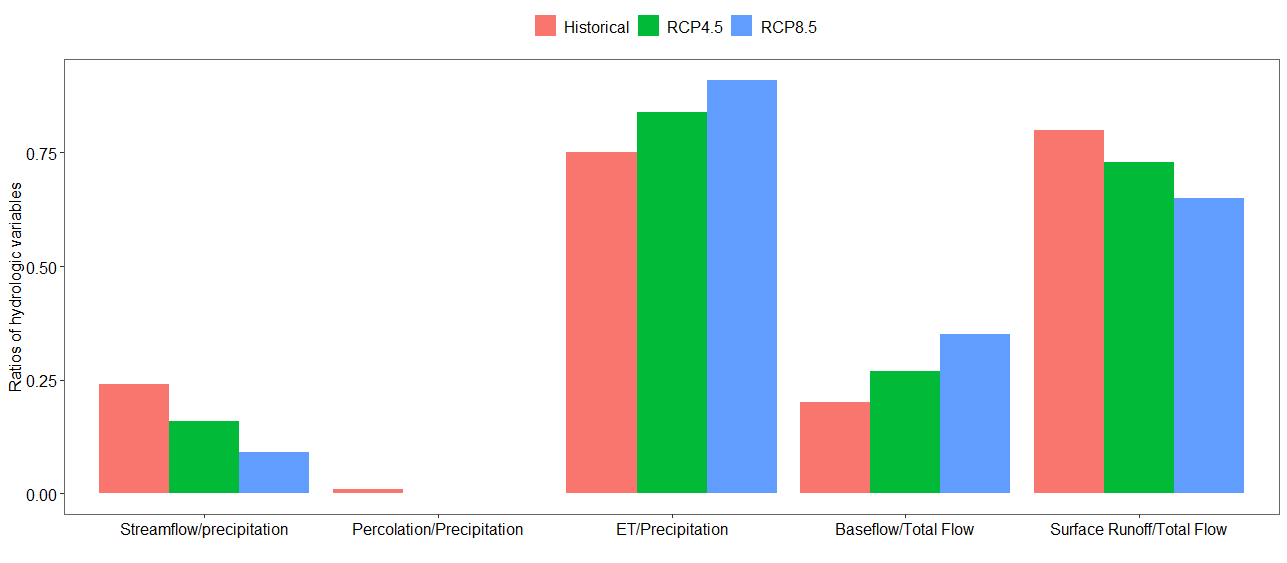 Historical RCP4.5 RCP8.5
Ratios of hydrologic variables
0.75
0.50
0.25
0.00
Streamflow/precipitation Percolation/Precipitation ET/Precipitation Baseflow/Total Flow Surface Runoff/Total Flow